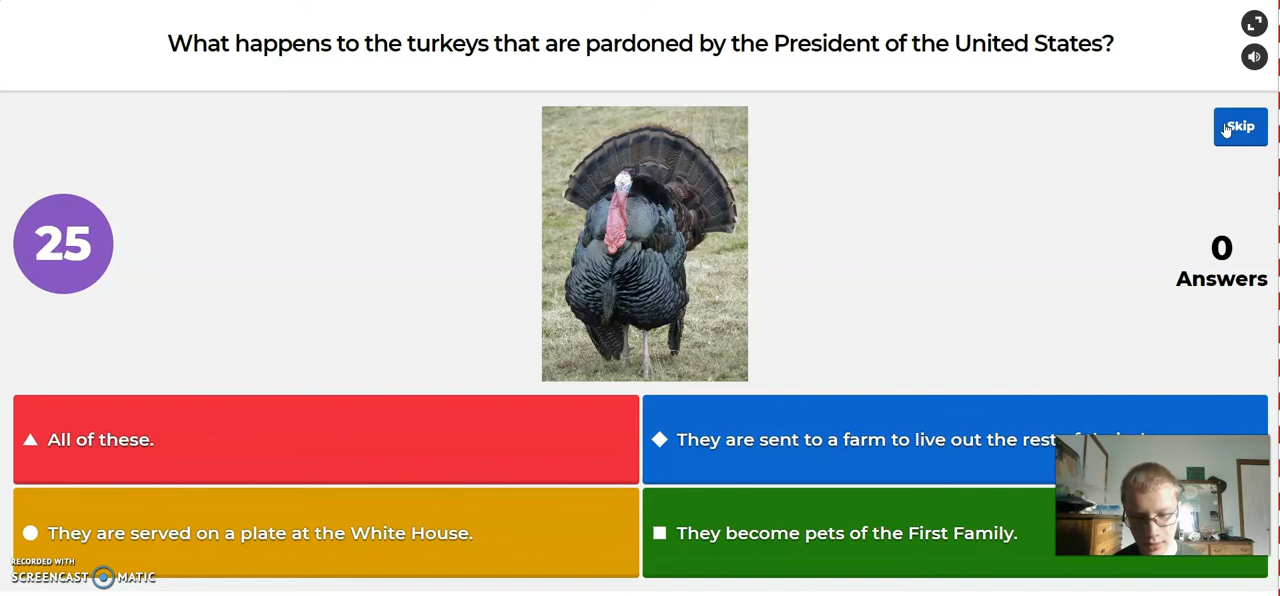 What happens to the turkeys that are pardoned by the President of the United States?
Skip
25
0
Answers
All of these.
They are sent to a farm to live out the rest
They are served on a plate at the White House.
They become pets of the First Family.
RECORDED WITH
SCREENCAST MATIC